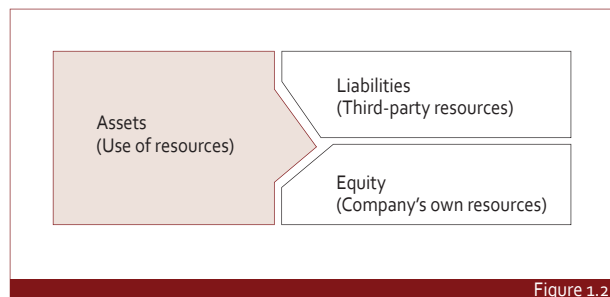 Assets
(Use of resources)
Liabilities
(Third-party resources)
Equity
(Company's own resources)
Figure 1.2